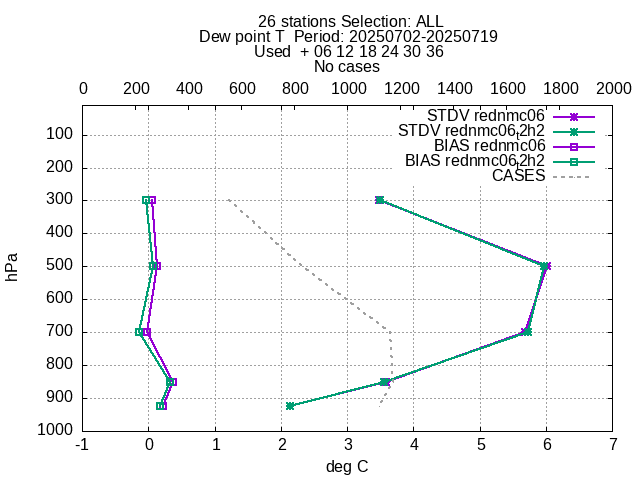 26 stations Selection: ALL
Dew point T  Period: 20250702-20250719
Used  + 06 12 18 24 30 36
No cases
0 200 400 600 800 1000 1200 1400 1600 1800 2000
STDV rednmc06
STDV rednmc06t2h2
BIAS rednmc06
BIAS rednmc06t2h2
CASES
100
200
300
400
500
600
700
800
900
1000
hPa
-1 0 1 2 3 4 5 6 7
deg C